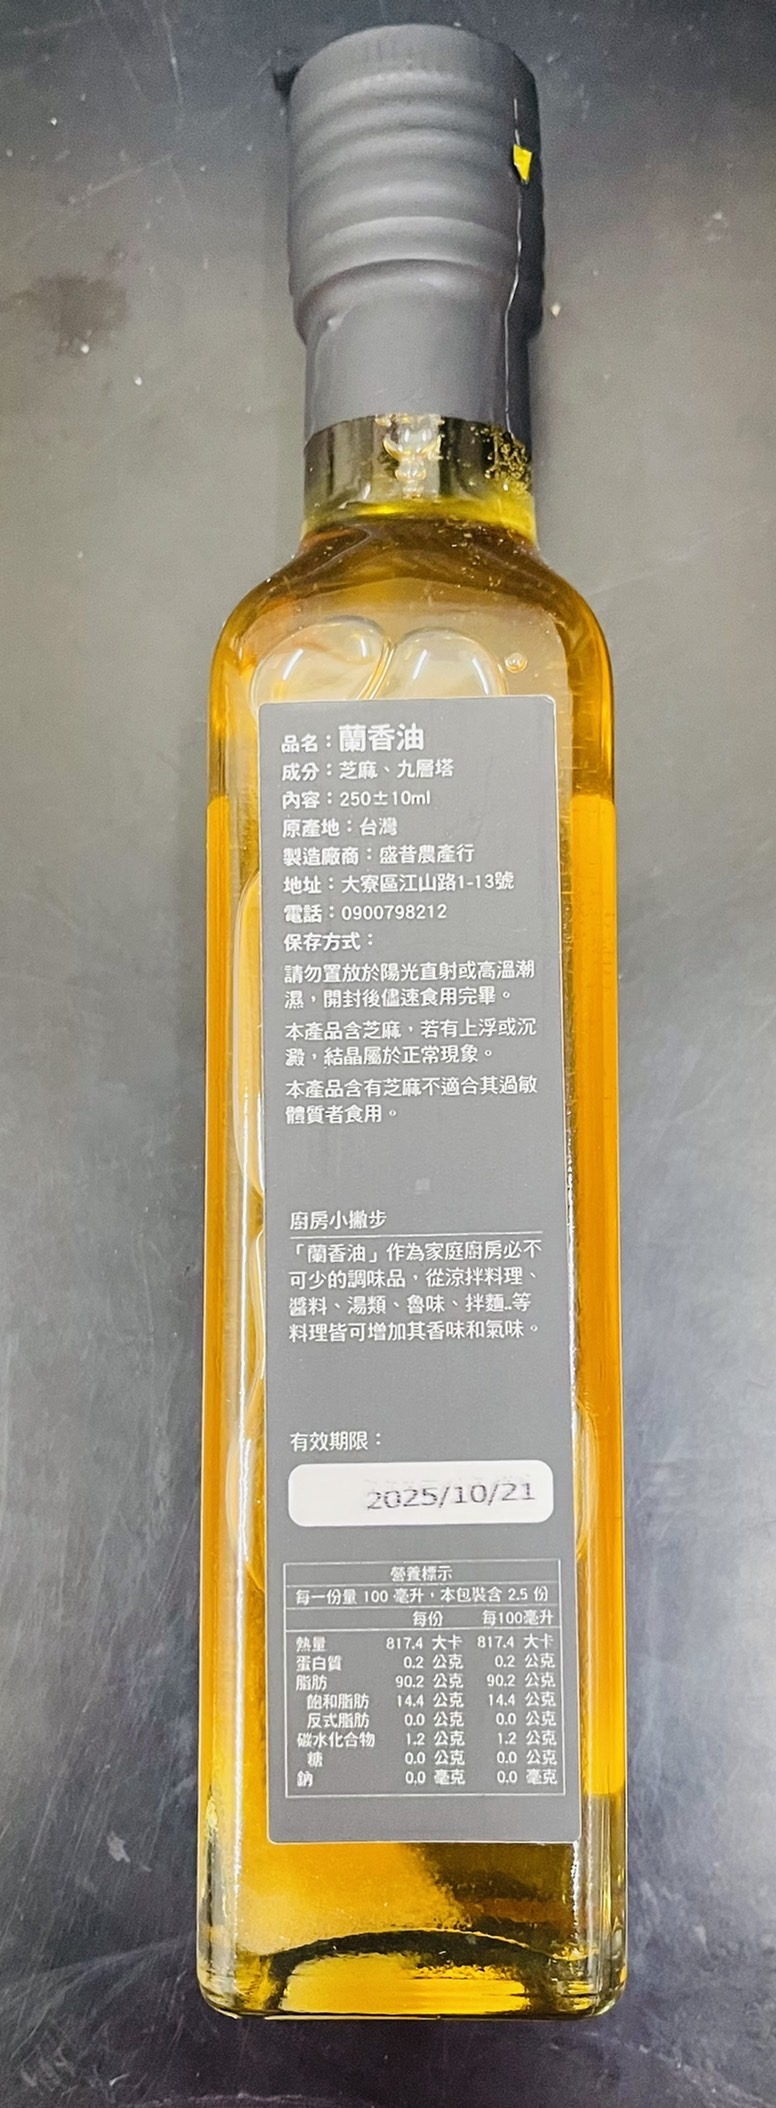 品名：蘭香油
成分：芝麻、九層塔
內容：250±10ml
原產地：台灣
製造廠商：盛昔農產行
地址：大寮區江山路1-13號
電話：0900798212
保存方式：
請勿置放於陽光直射或高溫潮
濕，開封後儘速食用完畢。
本產品含芝麻，若有上浮或沉
澱，結晶屬於正常現象。
本產品含有芝麻不適合其過敏
體質者食用。
廚房小撇步
「蘭香油」作為家庭廚房必不
可少的調味品，從涼拌料理、
醬料、湯類、魯味、拌麵..等
料理皆可增加其香味和氣味。
有效期限：
2025/10/21
營養標示
每一份量 100 毫升，本包裝含 2.5 份
每份 每100毫升
熱量 817.4 大卡 817.4 大卡
蛋白質 0.2 公克 0.2 公克
脂肪 90.2 公克 90.2 公克
飽和脂肪 14.4 公克 14.4 公克
反式脂肪 0.0 公克 0.0 公克
碳水化合物 1.2 公克 1.2 公克
糖 0.0 公克 0.0 公克
鈉 0.0 毫克 0.0 毫克